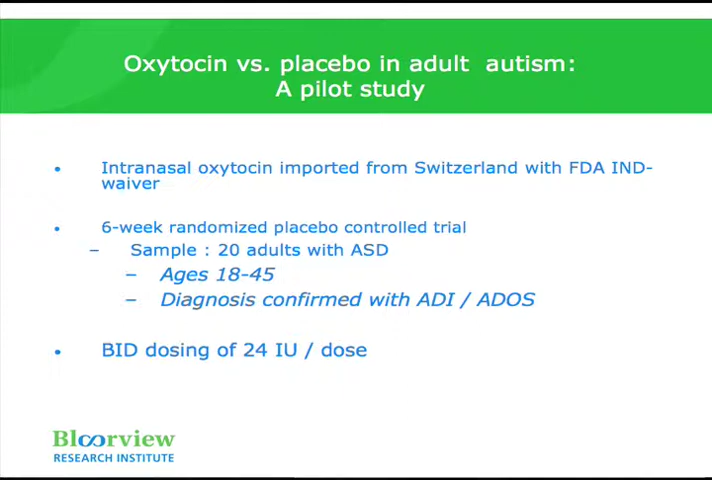 Oxytocin vs. placebo in adult autism:
A pilot study
• Intranasal oxytocin imported from Switzerland with FDA IND-
waiver
• 6-week randomized placebo controlled trial
– Sample : 20 adults with ASD
– Ages 18-45
– Diagnosis confirmed with ADI / ADOS
• BID dosing of 24 IU / dose
Bloorview
RESEARCH INSTITUTE